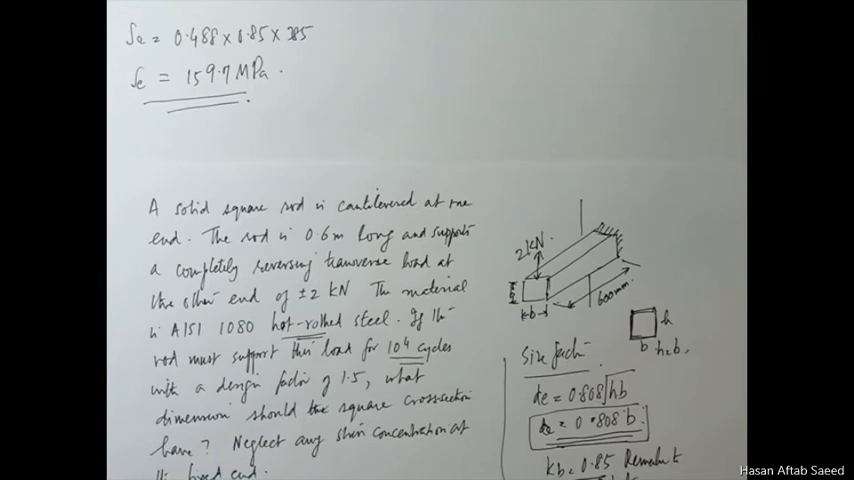 Se = 0.488 x 0.85 x 385
Se = 159.7 MPa.
A solid square rod is cantilevered at one
end. The rod is 0.6m long and supports
a completely reversing transverse load at
the other end of ±2 kN The material
is AISI 1080 hot-rolled steel. If the
rod must support this load for 10⁴ cycles
with a design factor of 1.5, what
dimension should the square cross-section
have? Neglect any stress concentration at
the fixed end.
2kN.
600mm.
b
h
b h=b.
Size factor
de = 0.808√hb
de = 0.808 b.
kb = 0.85
Hasan Aftab Saeed